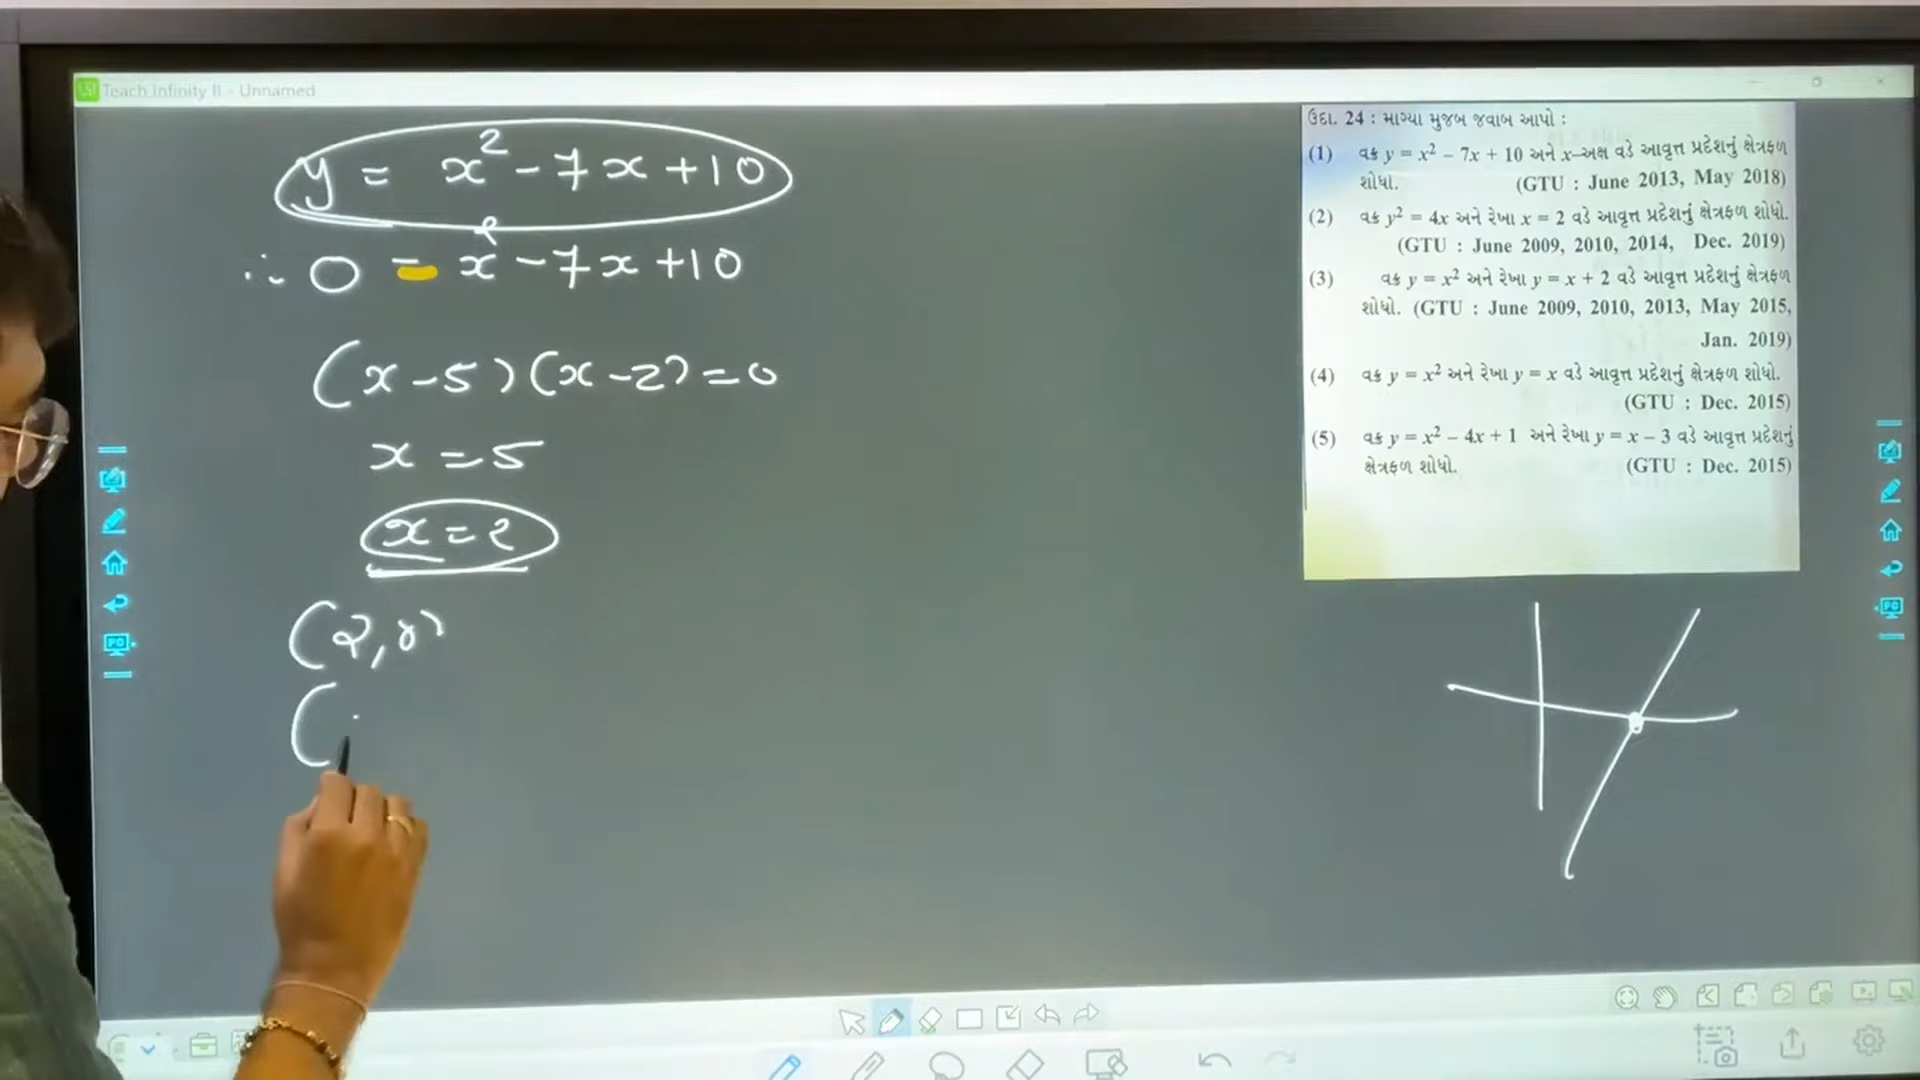 Teach Infinity II - Unnamed
y = x² - 7x + 10
∴ 0 = x² - 7x + 10
(x - 5) (x - 2) = 0
x = 5
x = 2
(2, 0)
(
ઉદા. 24 : માગ્યા મુજબ જવાબ આપો :
(1) વક્ર y = x² – 7x + 10 અને x–અક્ષ વડે આવૃત્ત પ્રદેશનું ક્ષેત્રફળ
શોધો. (GTU : June 2013, May 2018)
(2) વક્ર y² = 4x અને રેખા x = 2 વડે આવૃત્ત પ્રદેશનું ક્ષેત્રફળ શોધો.
(GTU : June 2009, 2010, 2014, Dec. 2019)
(3) વક્ર y = x² અને રેખા y = x + 2 વડે આવૃત્ત પ્રદેશનું ક્ષેત્રફળ
શોધો. (GTU : June 2009, 2010, 2013, May 2015,
Jan. 2019)
(4) વક્ર y = x² અને રેખા y = x વડે આવૃત્ત પ્રદેશનું ક્ષેત્રફળ શોધો.
(GTU : Dec. 2015)
(5) વક્ર y = x² – 4x + 1 અને રેખા y = x – 3 વડે આવૃત્ત પ્રદેશનું
ક્ષેત્રફળ શોધો. (GTU : Dec. 2015)